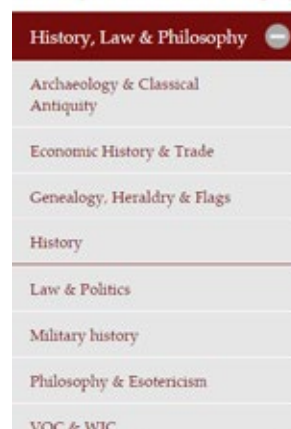 History, Law & Philosophy
Archaeology & Classical
Antiquity
Economic History & Trade
Genealogy, Heraldry & Flags
History
Law & Politics
Military history
Philosophy & Esotericism
VOC & WIC